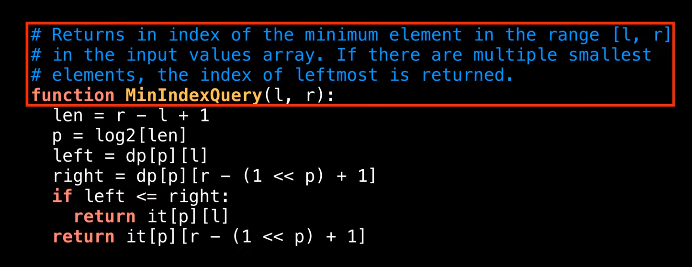 # Returns in index of the minimum element in the range [l, r]
# in the input values array. If there are multiple smallest
# elements, the index of leftmost is returned.
function MinIndexQuery(l, r):
  len = r - l + 1
  p = log2[len]
  left = dp[p][l]
  right = dp[p][r - (1 << p) + 1]
  if left <= right:
    return it[p][l]
  return it[p][r - (1 << p) + 1]